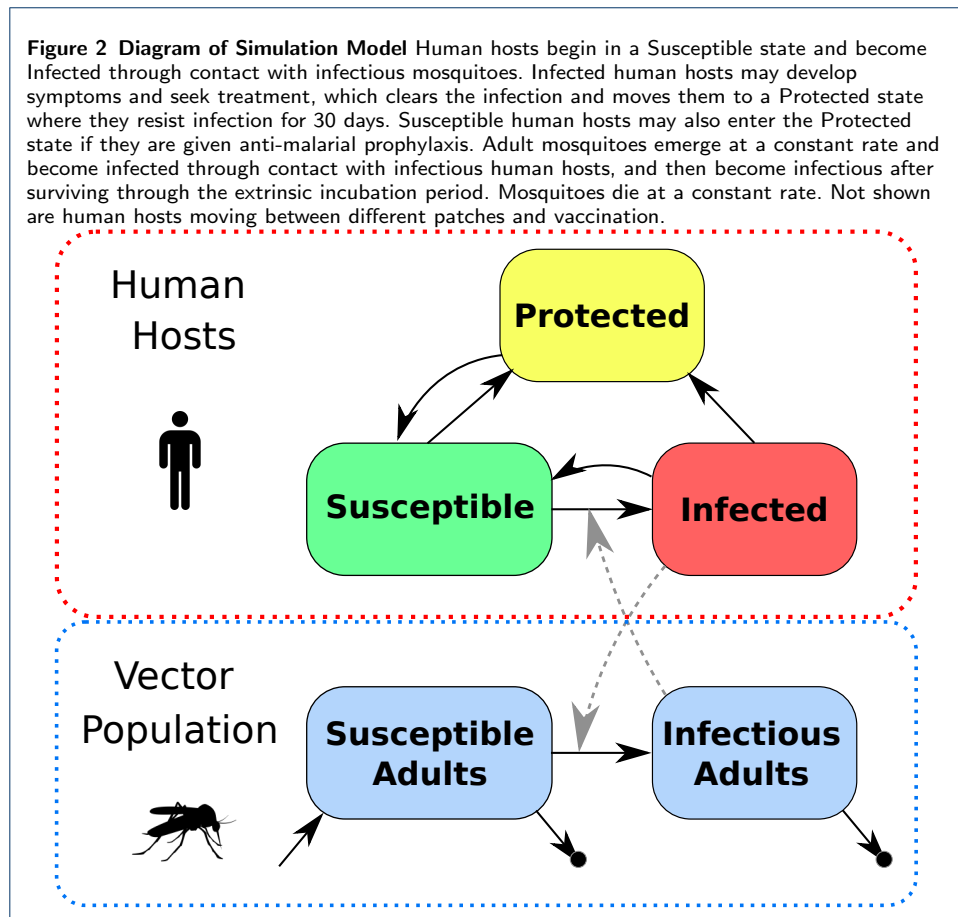 Figure 2 Diagram of Simulation Model Human hosts begin in a Susceptible state and become
Infected through contact with infectious mosquitoes. Infected human hosts may develop
symptoms and seek treatment, which clears the infection and moves them to a Protected state
where they resist infection for 30 days. Susceptible human hosts may also enter the Protected
state if they are given anti-malarial prophylaxis. Adult mosquitoes emerge at a constant rate and
become infected through contact with infectious human hosts, and then become infectious after
surviving through the extrinsic incubation period. Mosquitoes die at a constant rate. Not shown
are human hosts moving between different patches and vaccination.
Human
Hosts
Protected
Susceptible
Infected
Vector
Population
Susceptible
Adults
Infectious
Adults